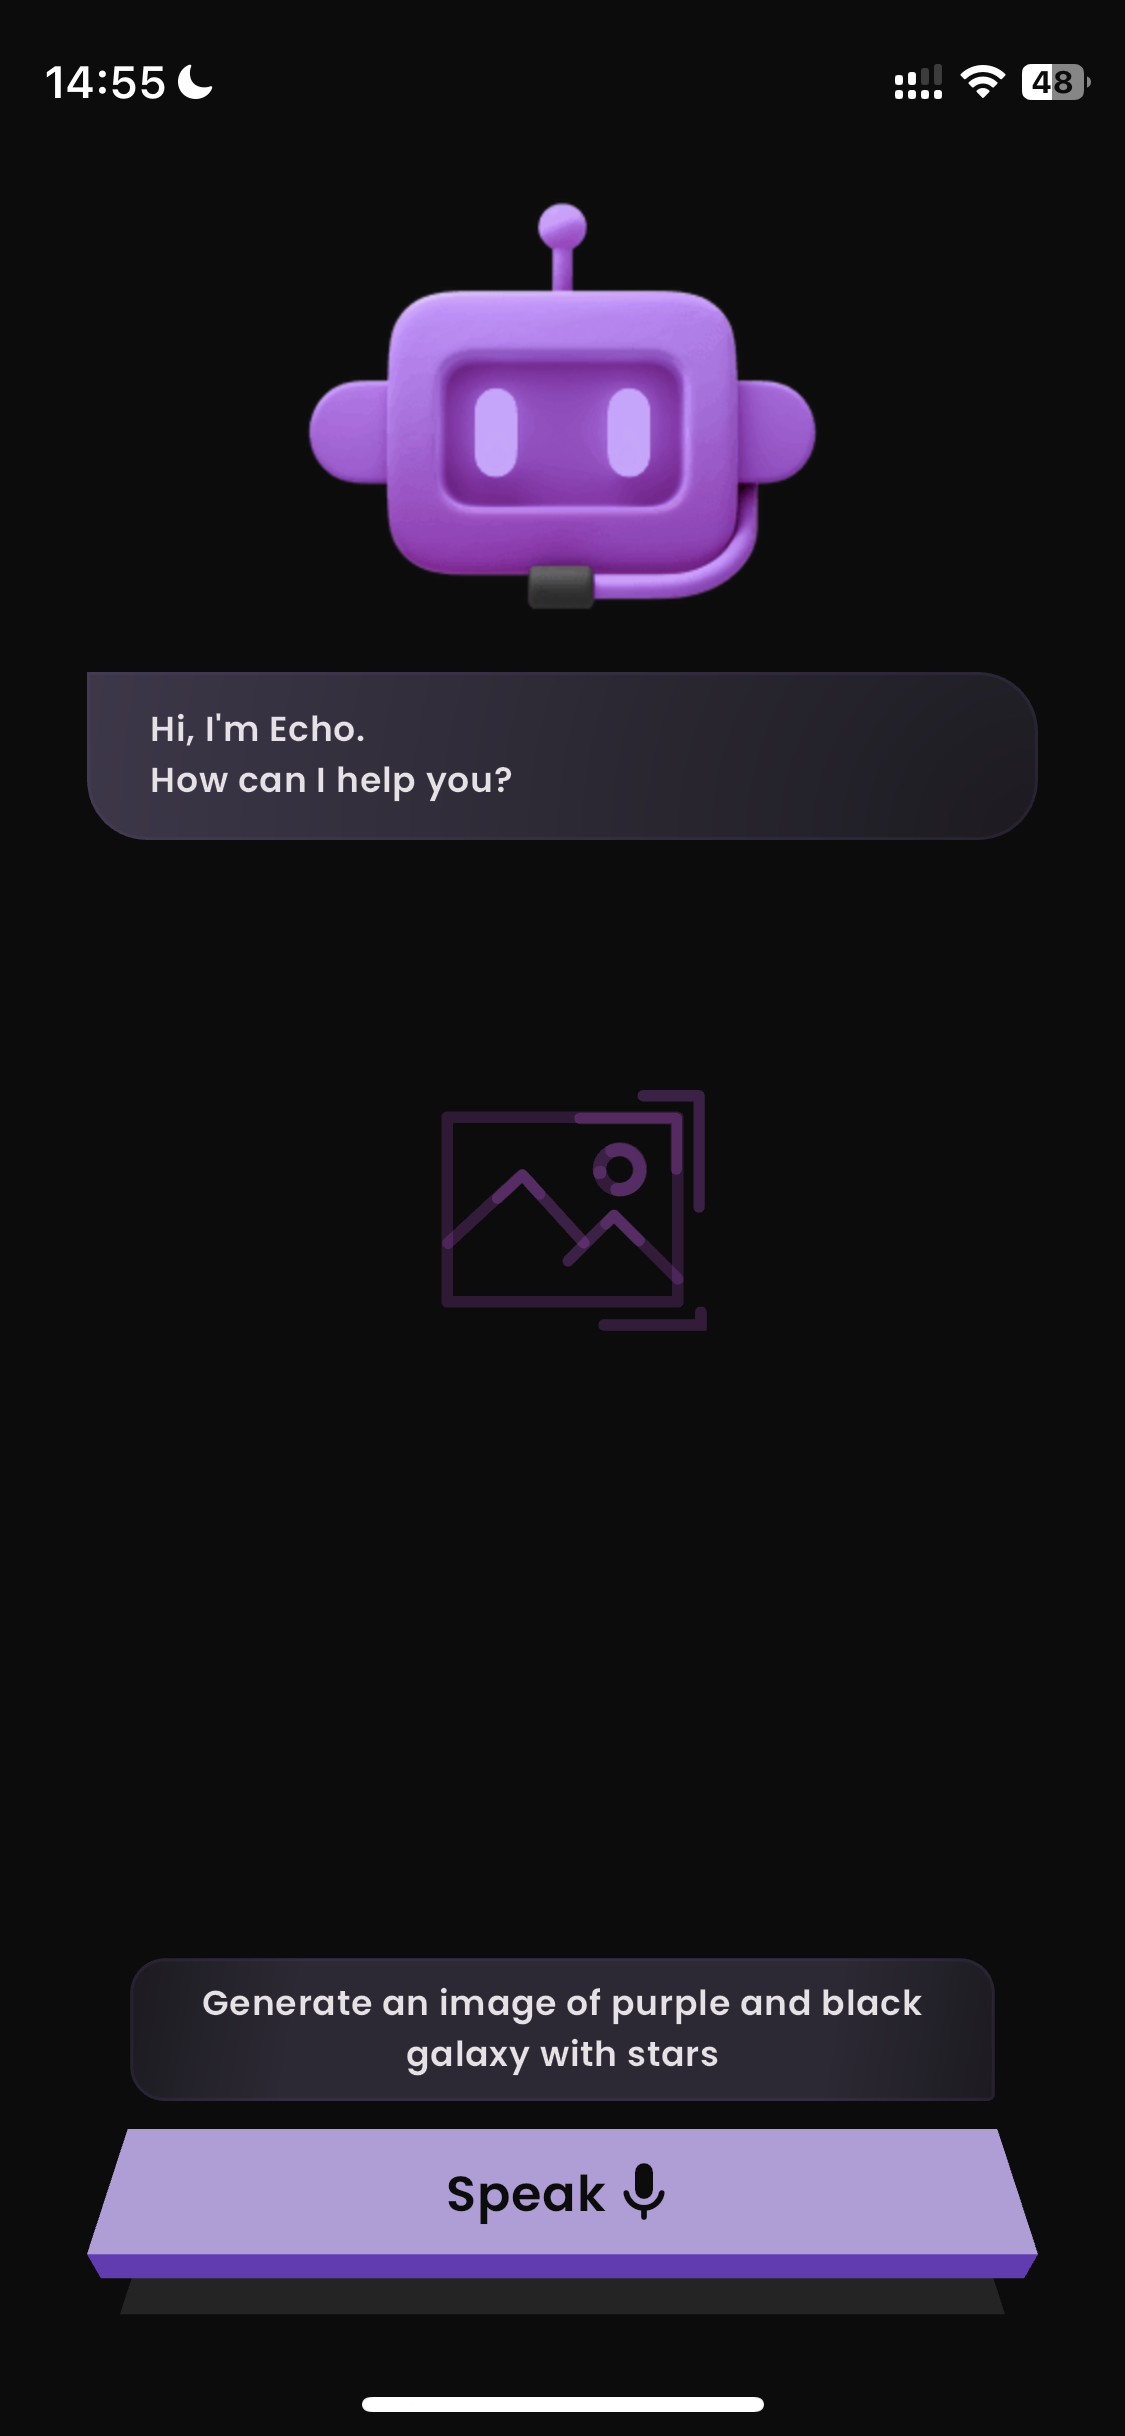 14:55
48
Hi, I'm Echo.
How can I help you?
Generate an image of purple and black
galaxy with stars
Speak